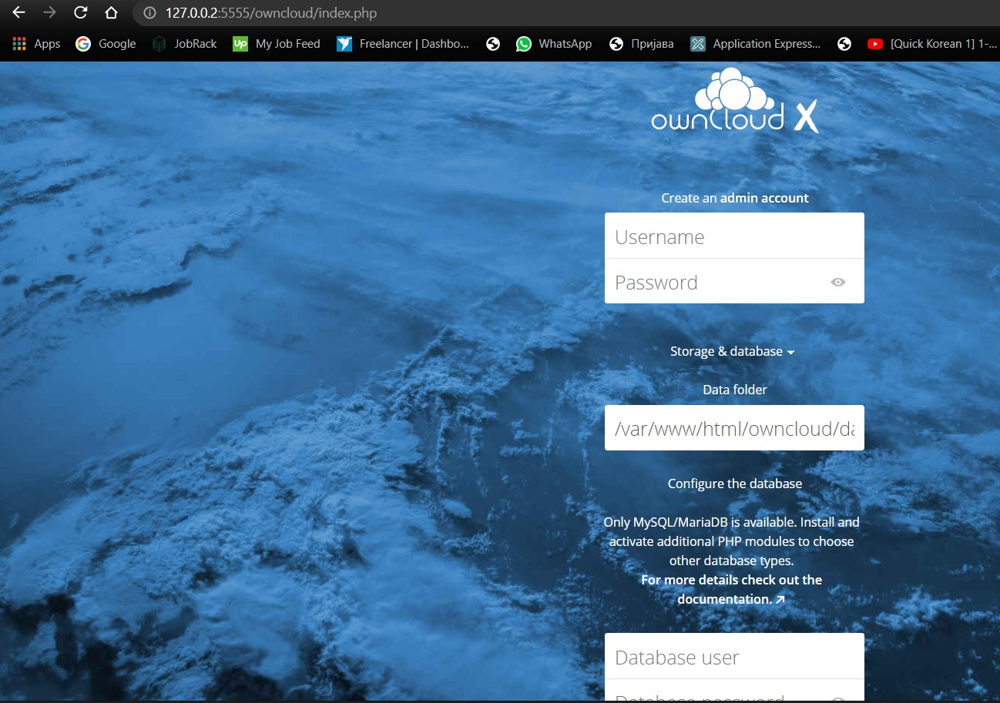 127.0.0.2:5555/owncloud/index.php
Apps Google JobRack My Job Feed Freelancer | Dashbo... WhatsApp Пријава Application Express... [Quick Korean 1] 1-...
ownCloud X
Create an admin account
Username
Password
Storage & database
Data folder
/var/www/html/owncloud/da
Configure the database
Only MySQL/MariaDB is available. Install and
activate additional PHP modules to choose
other database types.
For more details check out the
documentation.
Database user
Database password